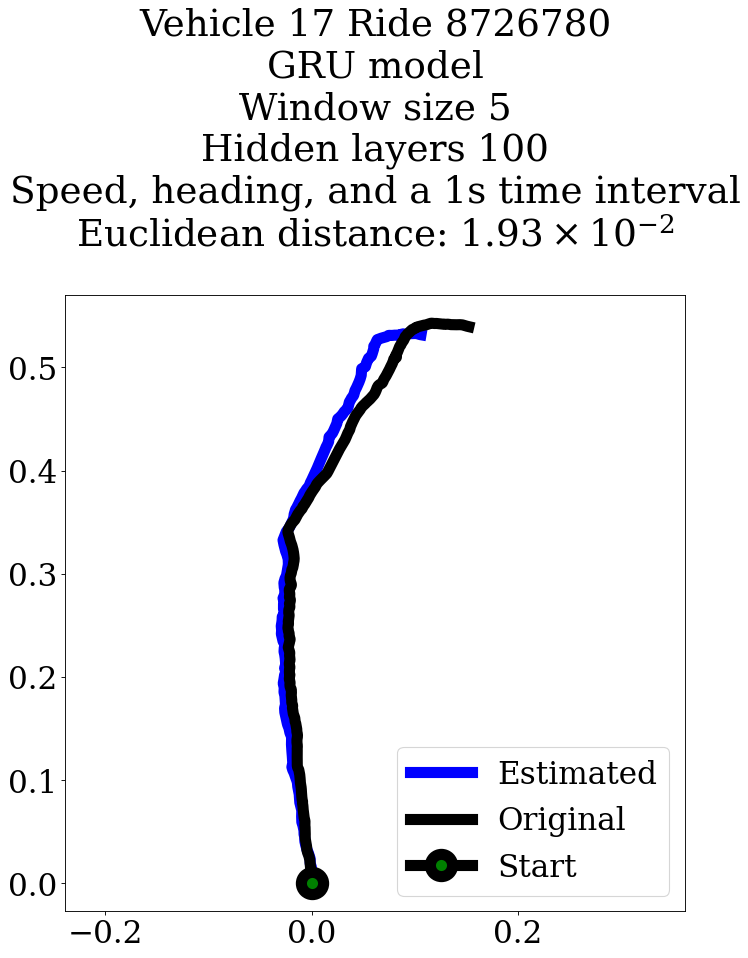 Vehicle 17 Ride 8726780
GRU model
Window size 5
Hidden layers 100
Speed, heading, and a 1s time interval
Euclidean distance: 1.93 × 10⁻²
0.5
0.4
0.3
0.2
0.1
0.0
Estimated
Original
Start
−0.2
0.0
0.2